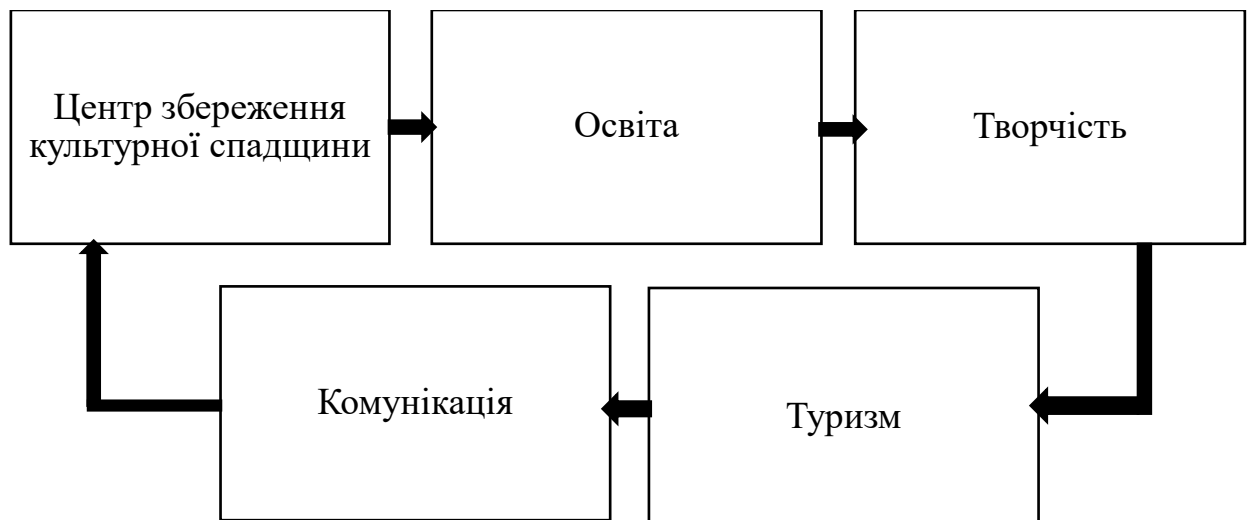 Центр збереження
культурної спадщини
Освіта
Творчість
Комунікація
Туризм